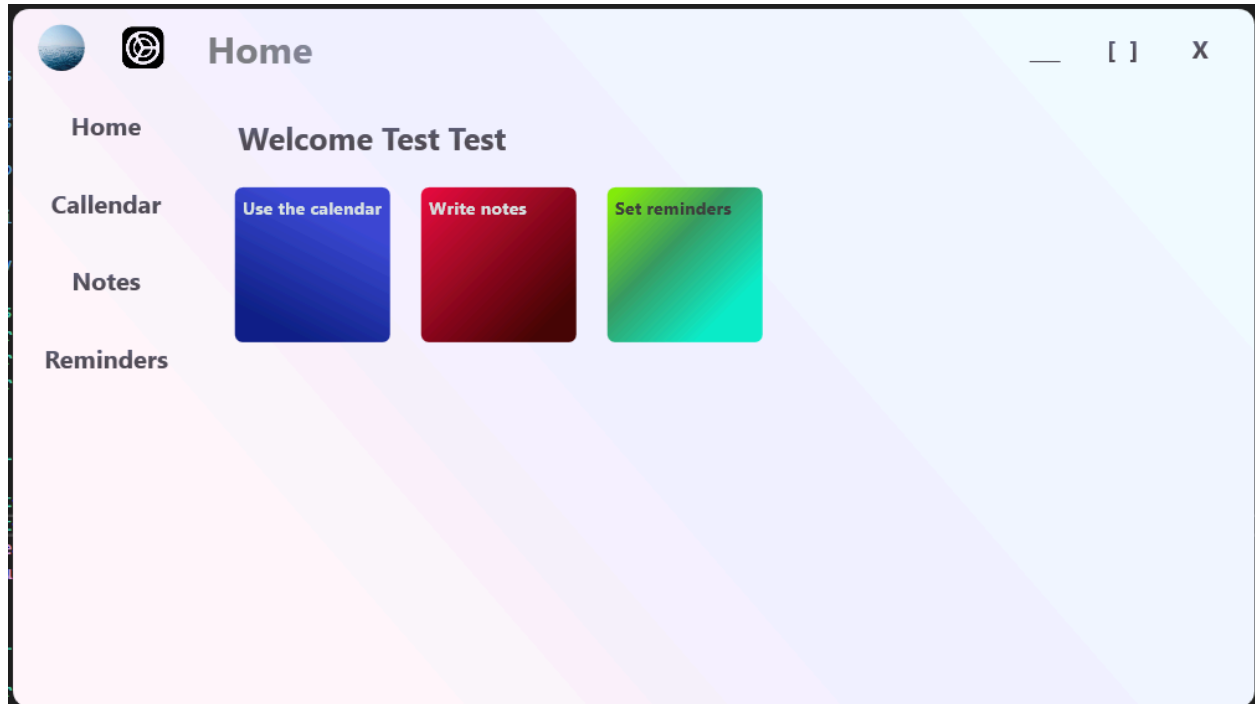 Home
__ [ ] X
Home
Callendar
Notes
Reminders
Welcome Test Test
Use the calendar
Write notes
Set reminders